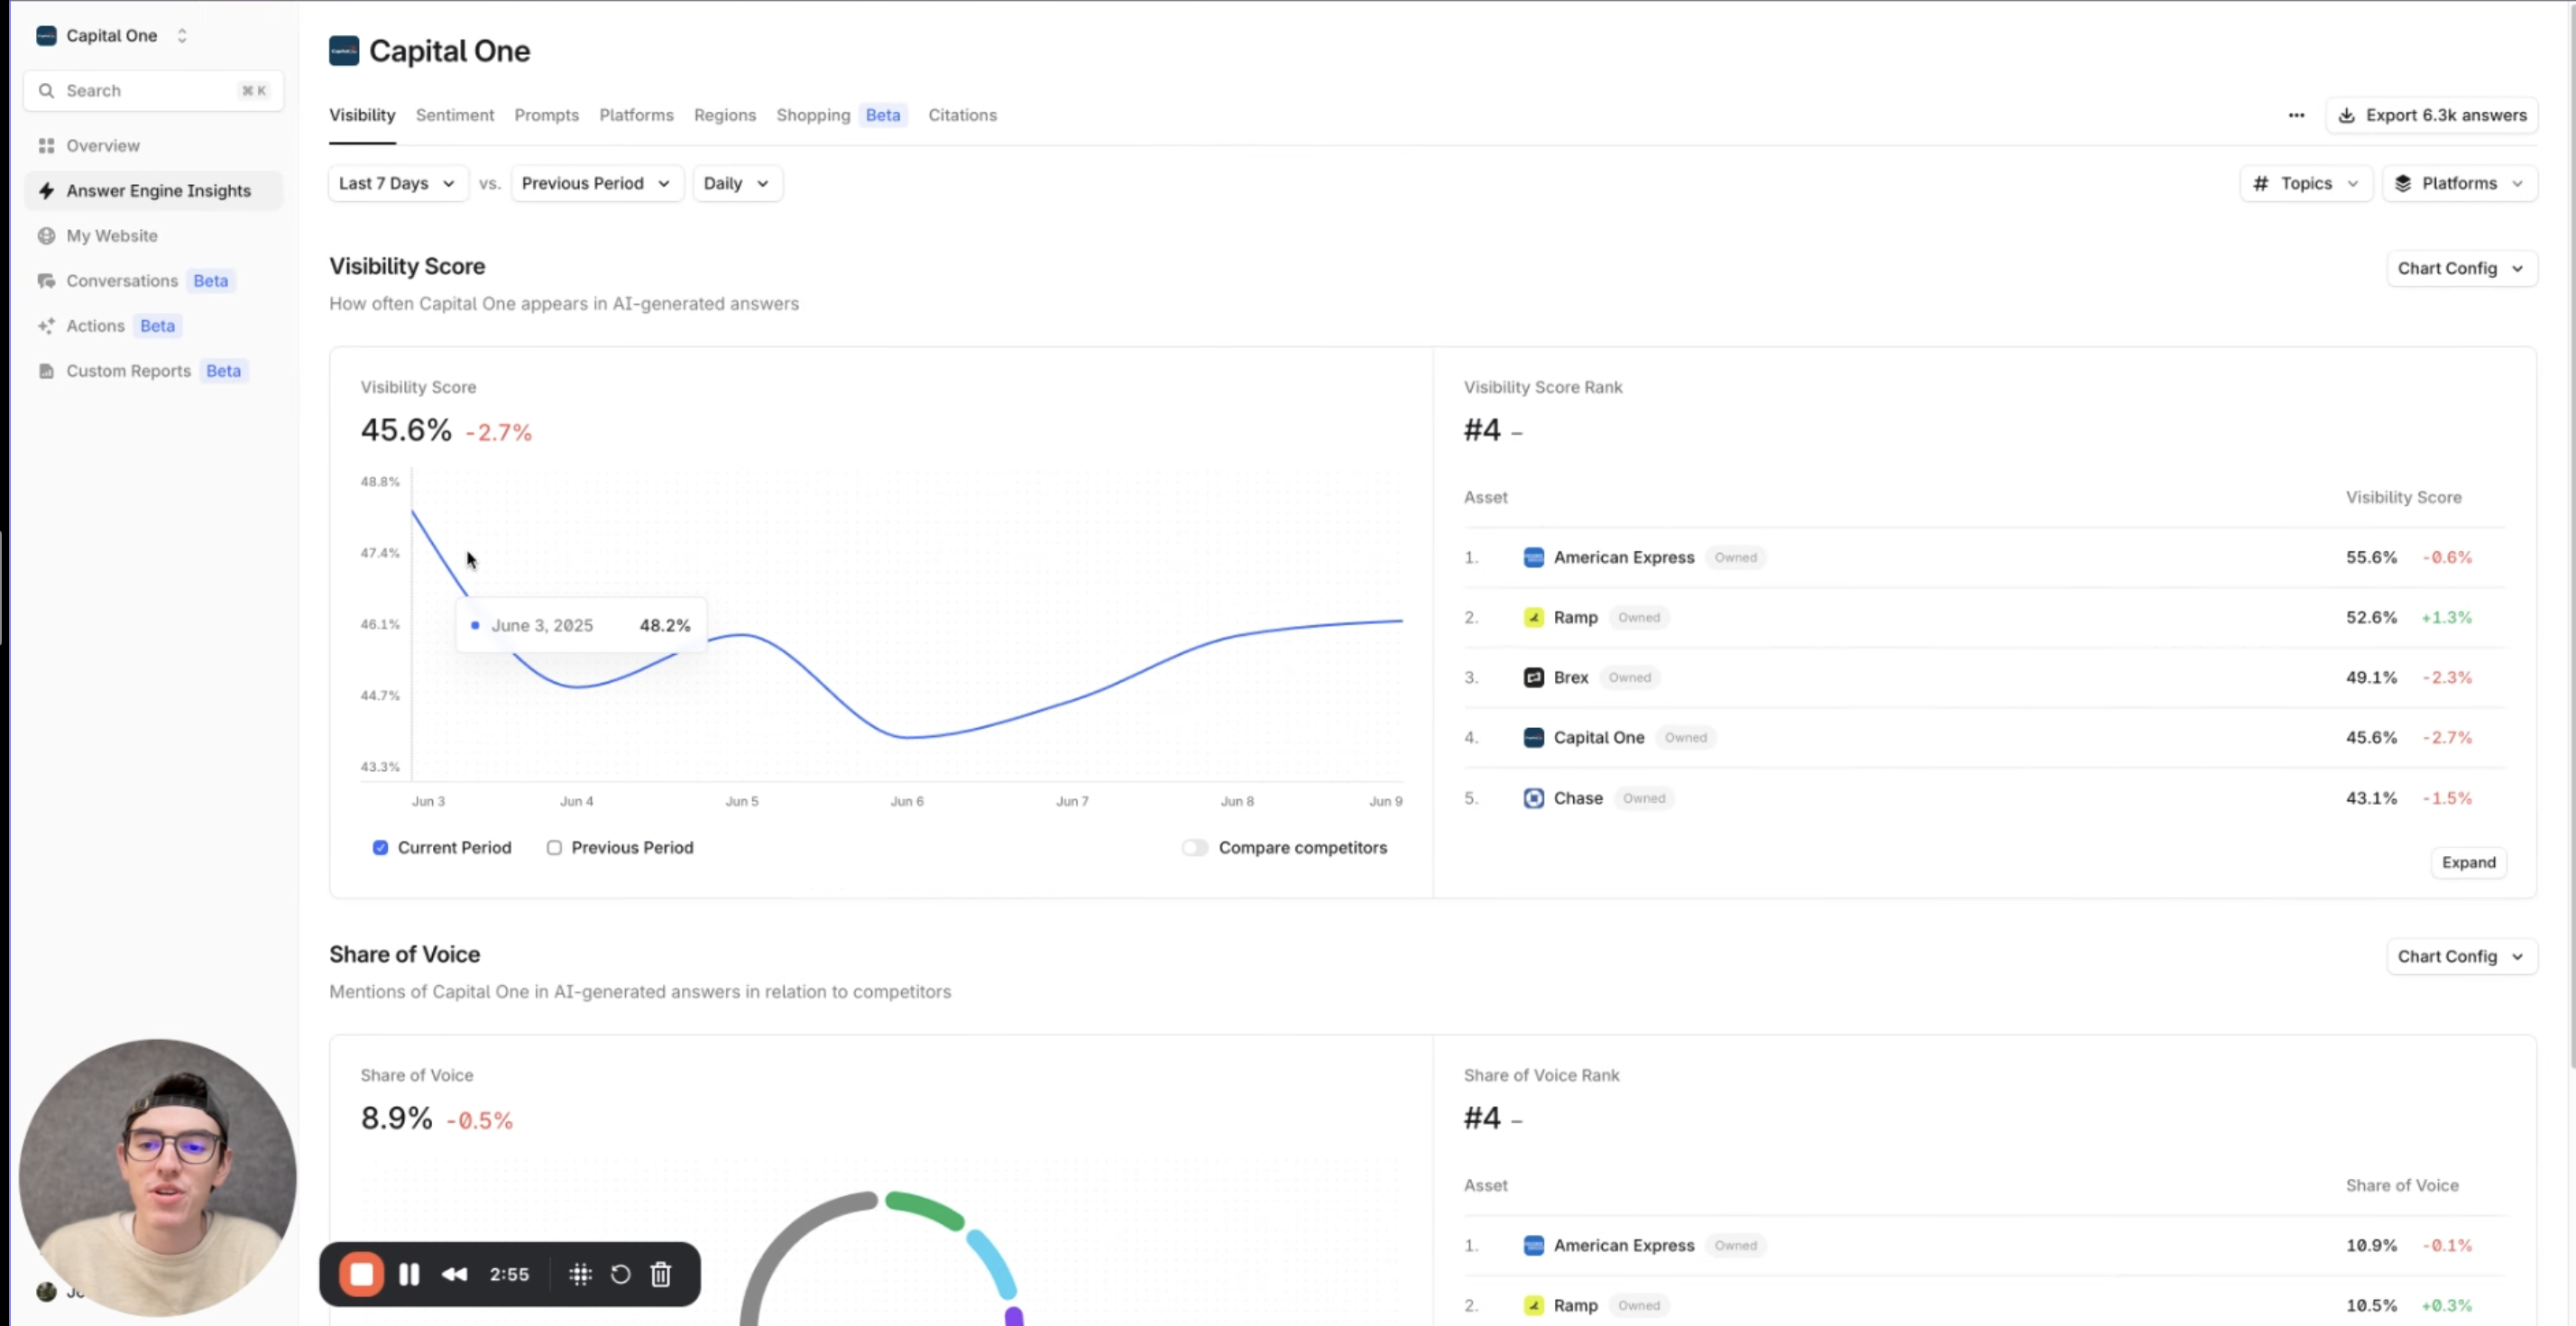 Capital One
Search
⌘ K
Overview
Answer Engine Insights
My Website
Conversations Beta
Actions Beta
Custom Reports Beta
Capital One
Visibility Sentiment Prompts Platforms Regions Shopping Beta Citations
Export 6.3k answers
Last 7 Days vs. Previous Period Daily
# Topics Platforms
Visibility Score
Chart Config
How often Capital One appears in AI-generated answers
Visibility Score
45.6% -2.7%
48.8%
47.4%
46.1%
44.7%
43.3%
June 3, 2025 48.2%
Jun 3 Jun 4 Jun 5 Jun 6 Jun 7 Jun 8 Jun 9
Current Period Previous Period Compare competitors
Visibility Score Rank
#4 –
Asset Visibility Score
1. American Express Owned 55.6% -0.6%
2. Ramp Owned 52.6% +1.3%
3. Brex Owned 49.1% -2.3%
4. Capital One Owned 45.6% -2.7%
5. Chase Owned 43.1% -1.5%
Expand
Share of Voice
Chart Config
Mentions of Capital One in AI-generated answers in relation to competitors
Share of Voice
8.9% -0.5%
Share of Voice Rank
#4 –
Asset Share of Voice
1. American Express Owned 10.9% -0.1%
2. Ramp Owned 10.5% +0.3%
2:55